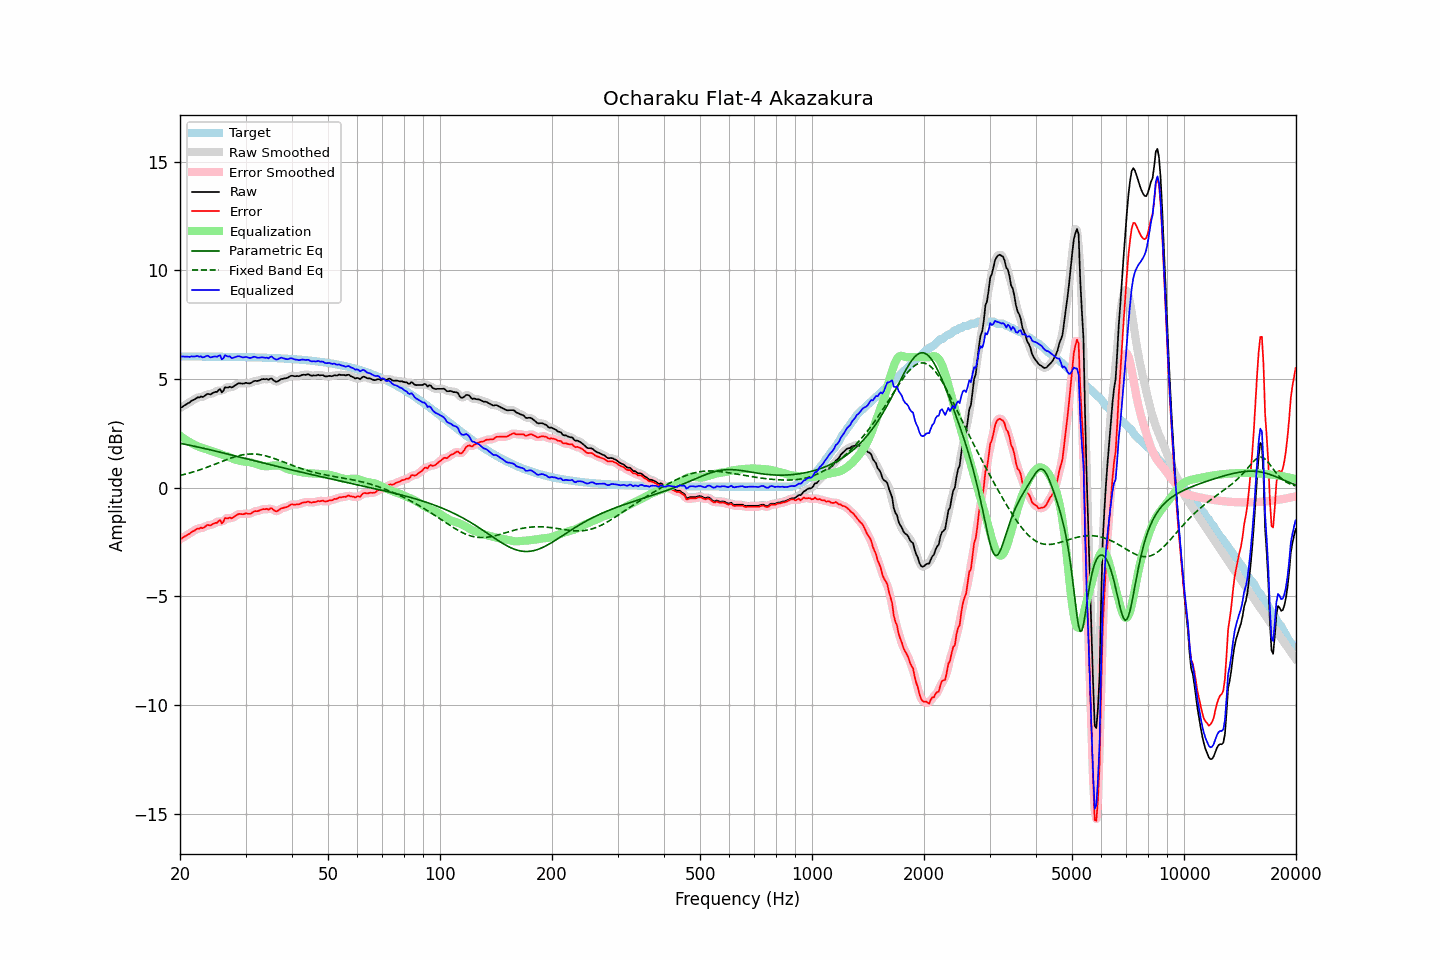 Ocharaku Flat-4 Akazakura
Target
Raw Smoothed
Error Smoothed
Raw
Error
Equalization
Parametric Eq
Fixed Band Eq
Equalized
Amplitude (dBr)
15
10
5
0
−5
−10
−15
20 50 100 200 500 1000 2000 5000 10000 20000
Frequency (Hz)